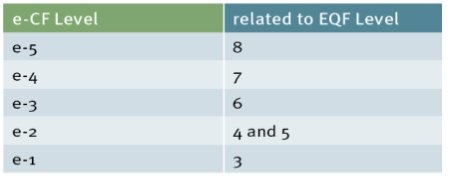 e-CF Level related to EQF Level
e-5 8
e-4 7
e-3 6
e-2 4 and 5
e-1 3